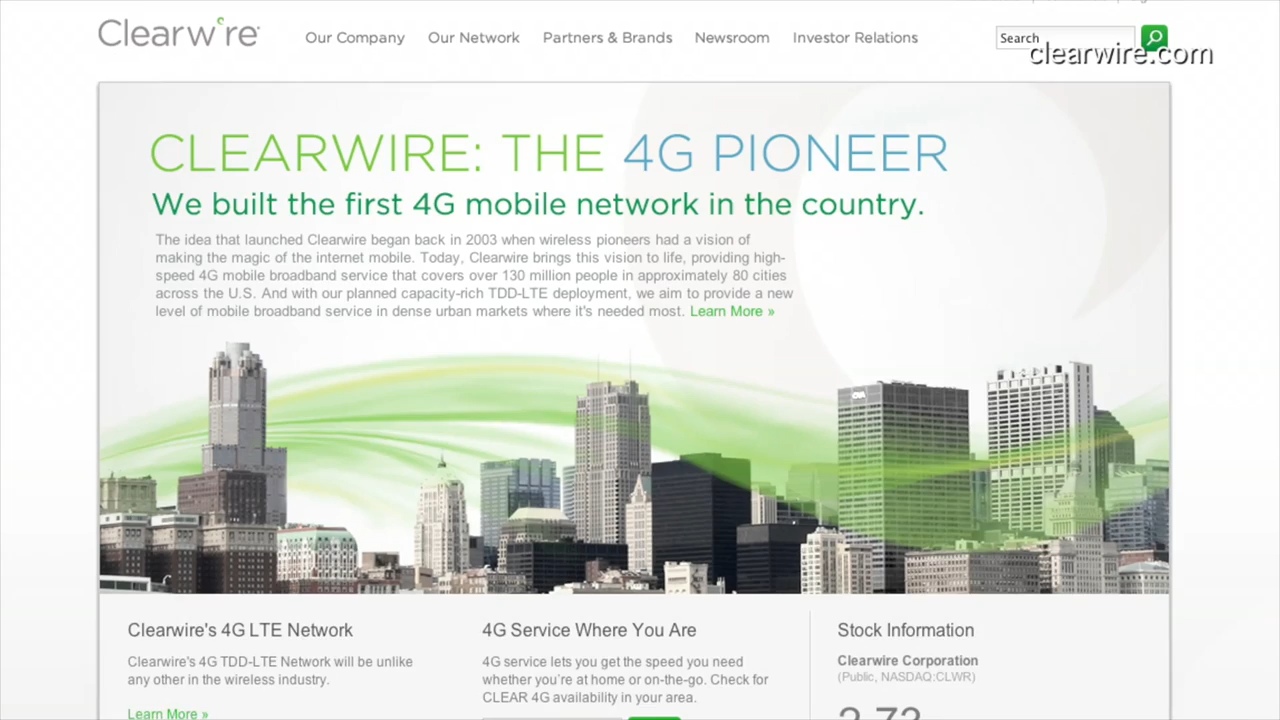 Clearwire
Our Company Our Network Partners & Brands Newsroom Investor Relations
Search
clearwire.com
CLEARWIRE: THE 4G PIONEER
We built the first 4G mobile network in the country.
The idea that launched Clearwire began back in 2003 when wireless pioneers had a vision of
making the magic of the internet mobile. Today, Clearwire brings this vision to life, providing high-
speed 4G mobile broadband service that covers over 130 million people in approximately 80 cities
across the U.S. And with our planned capacity-rich TDD-LTE deployment, we aim to provide a new
level of mobile broadband service in dense urban markets where it's needed most. Learn More »
Clearwire's 4G LTE Network
Clearwire's 4G TDD-LTE Network will be unlike
any other in the wireless industry.
Learn More »
4G Service Where You Are
4G service lets you get the speed you need
whether you're at home or on-the-go. Check for
CLEAR 4G availability in your area.
Stock Information
Clearwire Corporation
(Public, NASDAQ:CLWR)